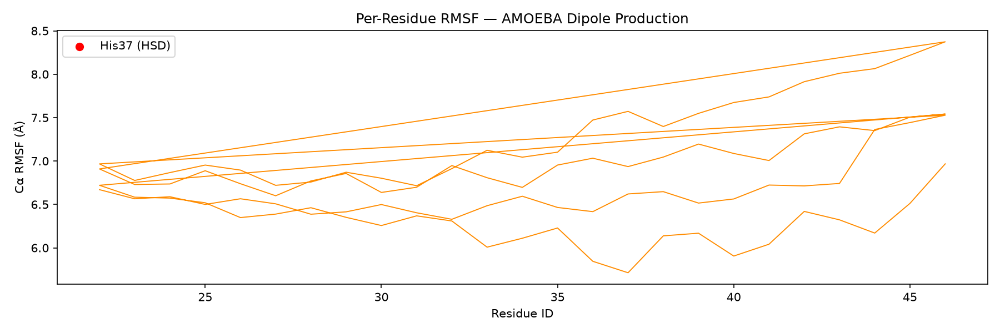 Per-Residue RMSF — AMOEBA Dipole Production
8.5
8.0
7.5
7.0
6.5
6.0
Cα RMSF (Å)
His37 (HSD)
25 30 35 40 45
Residue ID